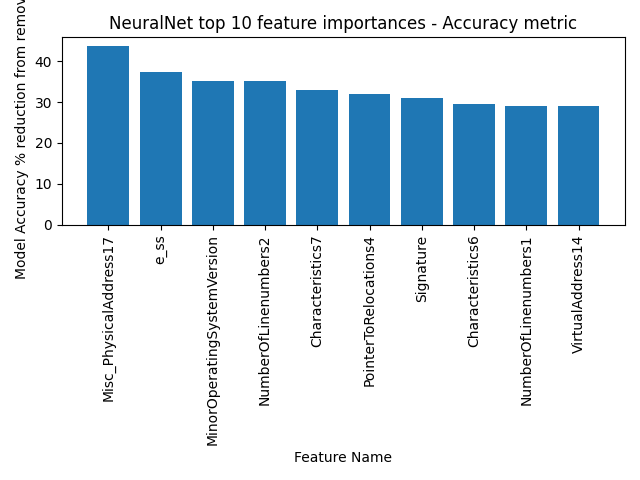 NeuralNet top 10 feature importances - Accuracy metric
Model Accuracy % reduction from
40
30
20
10
0
Misc_PhysicalAddress17
e_ss
MinorOperatingSystemVersion
NumberOfLinenumbers2
Characteristics7
PointerToRelocations4
Signature
Characteristics6
NumberOfLinenumbers1
VirtualAddress14
Feature Name